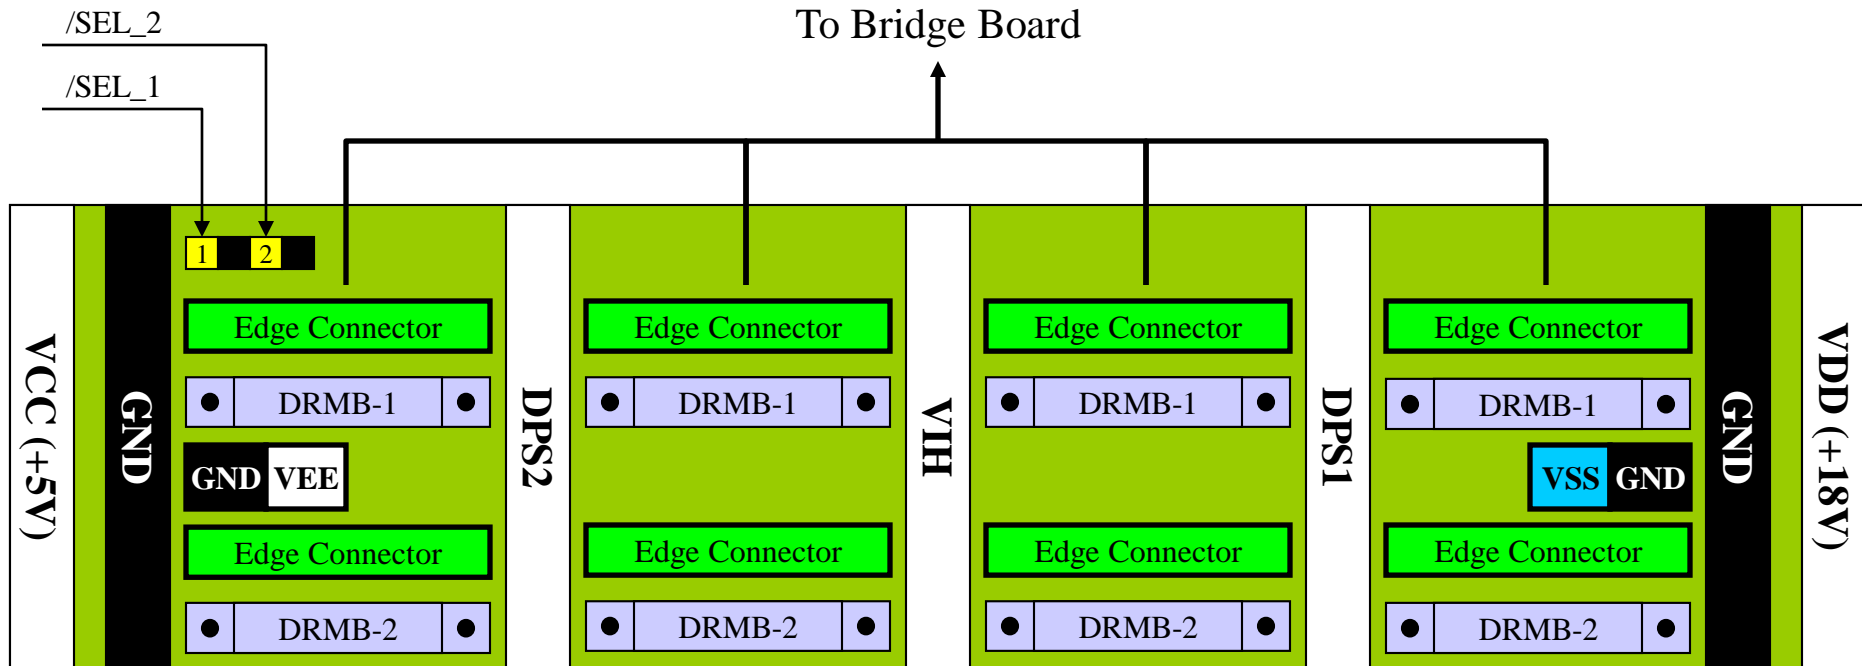 /SEL_2
To Bridge Board
/SEL_1
1 2
Edge Connector Edge Connector Edge Connector Edge Connector
VCC (+5V)
GND
DRMB-1 DRMB-1 DRMB-1 DRMB-1
DPS2
VIH
DPS1
GND
VDD (+18V)
GND VEE
VSS GND
Edge Connector Edge Connector Edge Connector Edge Connector
DRMB-2 DRMB-2 DRMB-2 DRMB-2